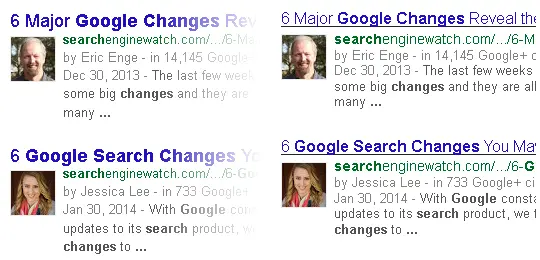 6 Major Google Changes Rev
searchenginewatch.com/.../6-Ma
by Eric Enge - in 14,145 Google+
Dec 30, 2013 - The last few weeks
some big changes and they are
many ...
6 Google Search Changes Yo
searchenginewatch.com/.../6-Go
by Jessica Lee - in 733 Google+
Jan 30, 2014 - With Google cons
updates to its search product, w
changes to ...
6 Major Google Changes Reveal the
searchenginewatch.com/.../6-M
by Eric Enge - in 14,145 Google+ c
Dec 30, 2013 - The last few weeks
some big changes and they are all
many ...
6 Google Search Changes You May
searchenginewatch.com/.../6-G
by Jessica Lee - in 733 Google+ ci
Jan 30, 2014 - With Google consta
updates to its search product, we f
changes to ...